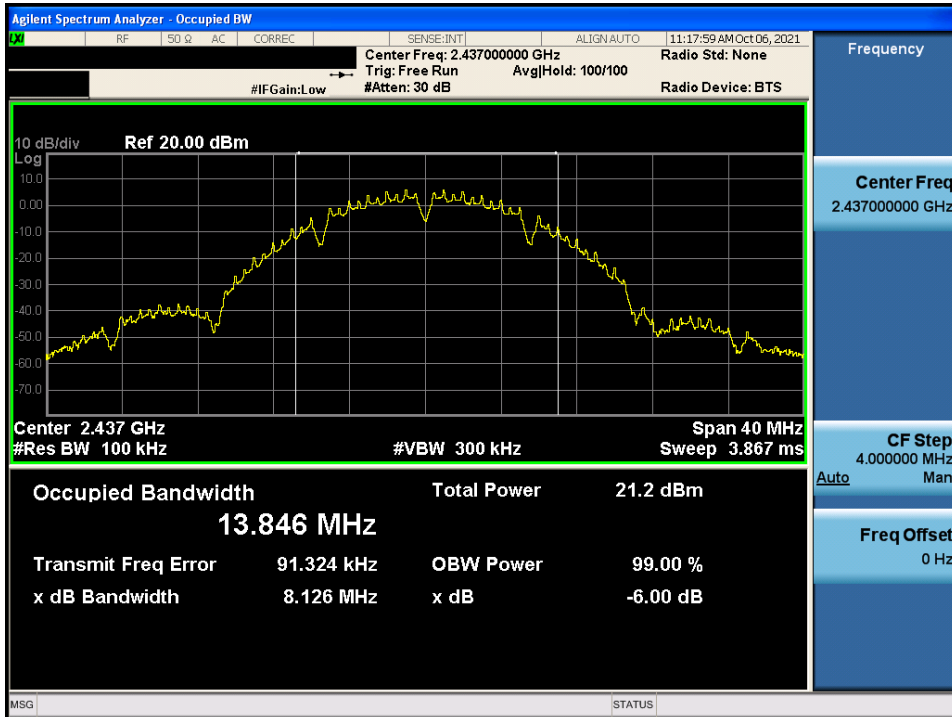 Agilent Spectrum Analyzer - Occupied BW
LXI RF 50 Ω AC CORREC SENSE:INT ALIGN AUTO 11:17:59 AM Oct 06, 2021
Center Freq: 2.437000000 GHz Radio Std: None
Trig: Free Run Avg|Hold: 100/100
#IFGain:Low #Atten: 30 dB Radio Device: BTS
10 dB/div Ref 20.00 dBm
Log
10.0
0.00
-10.0
-20.0
-30.0
-40.0
-50.0
-60.0
-70.0
Center 2.437 GHz Span 40 MHz
#Res BW 100 kHz #VBW 300 kHz Sweep 3.867 ms
Occupied Bandwidth Total Power 21.2 dBm
13.846 MHz
Transmit Freq Error 91.324 kHz OBW Power 99.00 %
x dB Bandwidth 8.126 MHz x dB -6.00 dB
MSG STATUS
Frequency
Center Freq
2.437000000 GHz
CF Step
4.000000 MHz
Auto Man
Freq Offset
0 Hz